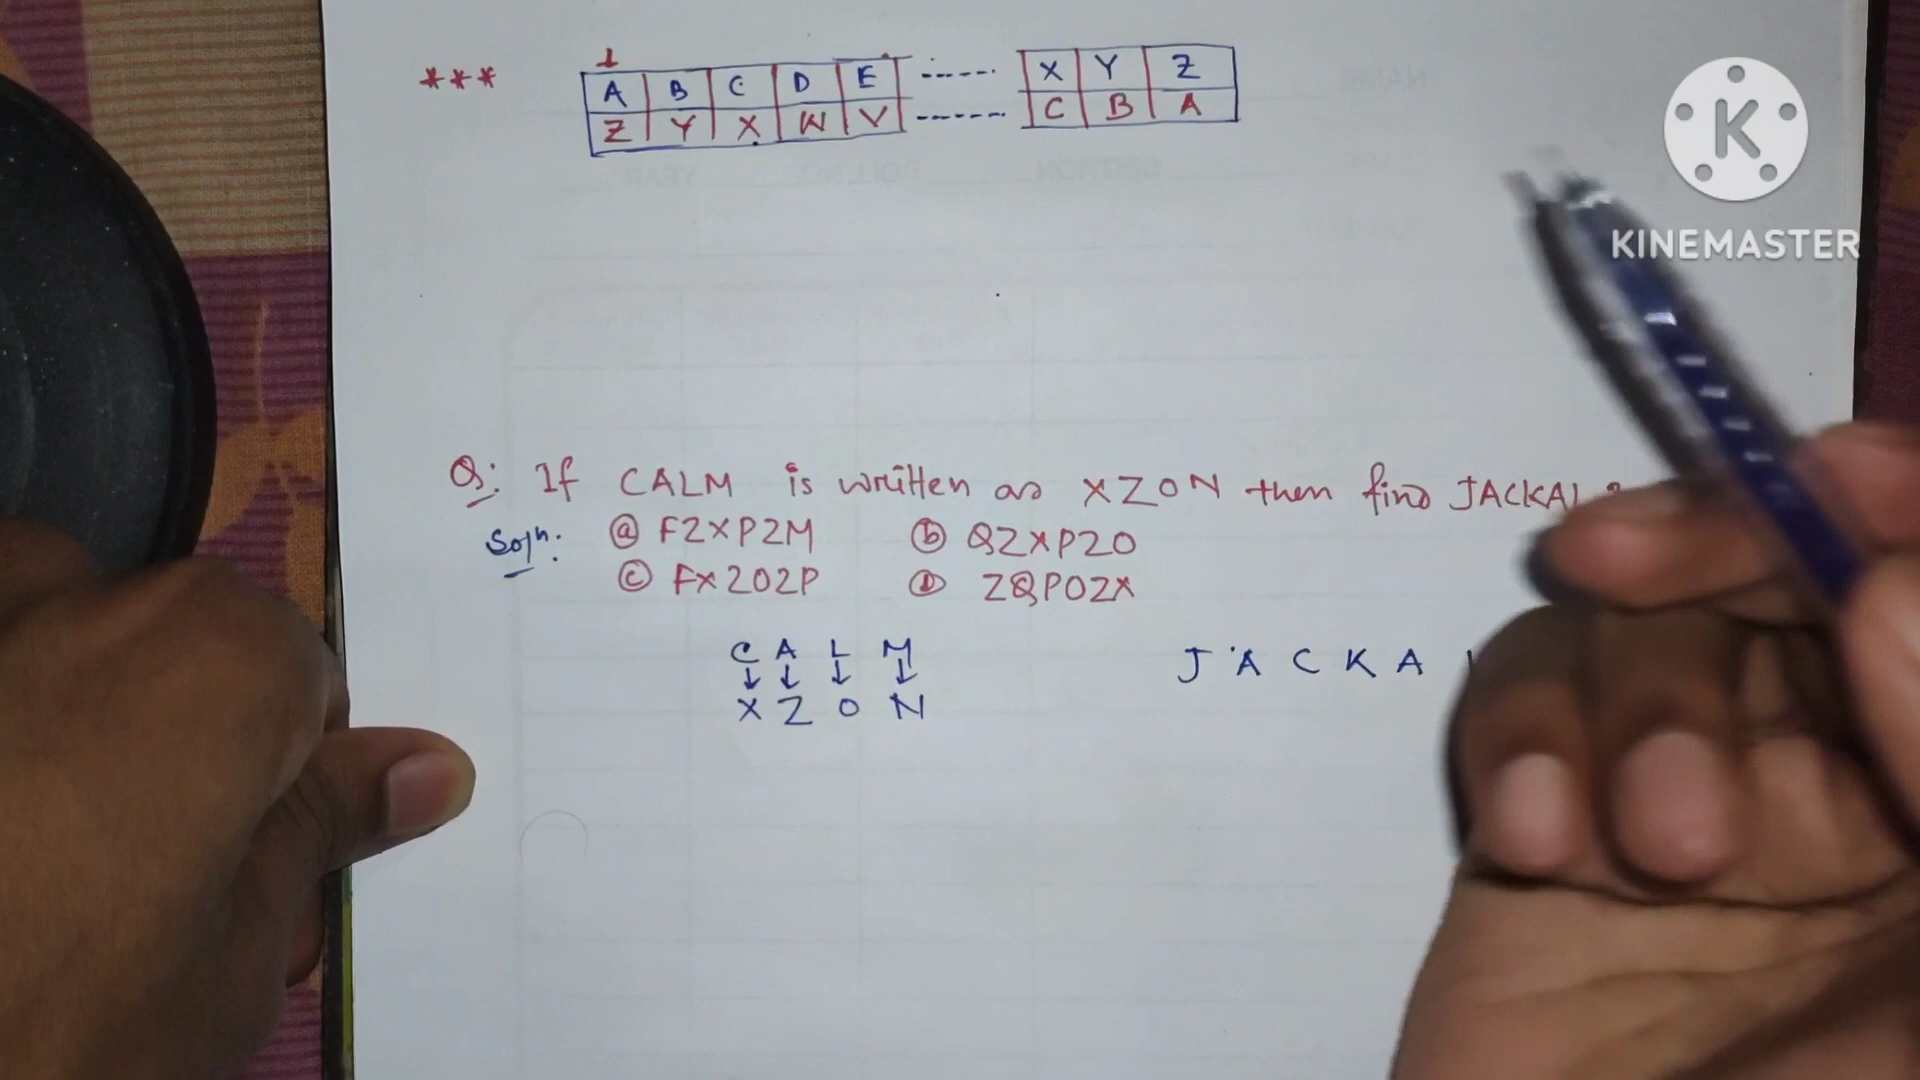 *** A B C D E ------ X Y Z
Z Y X W V ------ C B A
K
KINEMASTER
Q: If CALM is written as XZON then find JACKAL ?
Soln: (a) FZXPZM (b) QZXPZO
(c) FXZOZP (D) ZQPOZX
C A L M J A C K A
↓ ↓ ↓ ↓
X Z O N